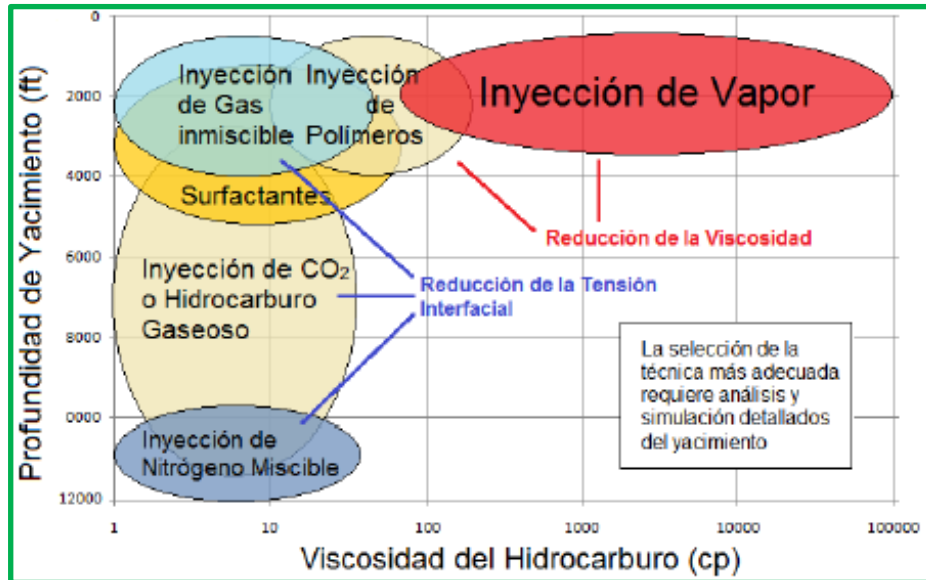 Profundidad de Yacimiento (ft)
0
2000
4000
6000
8000
0000
12000
Inyección
de Gas
inmiscible
Inyección
de
Polímeros
Inyección de Vapor
Surfactantes
Reducción de la Viscosidad
Inyección de CO₂
o Hidrocarburo
Gaseoso
Reducción de la Tensión
Interfacial
La selección de la
técnica más adecuada
requiere análisis y
simulación detallados
del yacimiento
Inyección de
Nitrógeno Miscible
1
10
100
1000
10000
100000
Viscosidad del Hidrocarburo (cp)